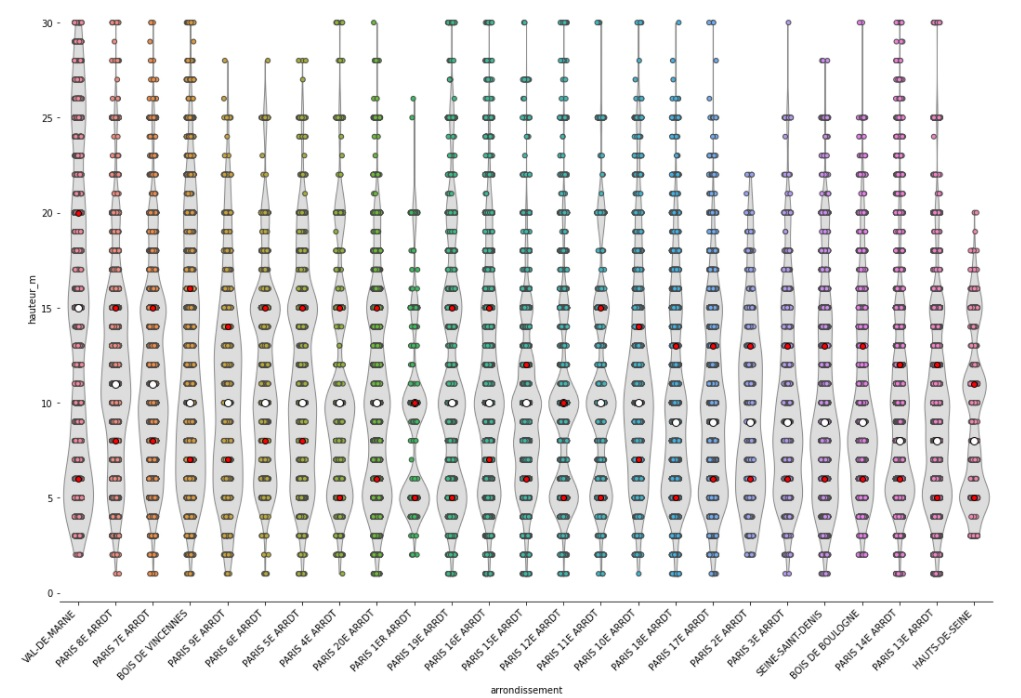 30
25
20
15
10
5
0
hauteur_m
VAL-DE-MARNE
PARIS 8E ARRDT
PARIS 7E ARRDT
BOIS DE VINCENNES
PARIS 9E ARRDT
PARIS 6E ARRDT
PARIS 5E ARRDT
PARIS 4E ARRDT
PARIS 20E ARRDT
PARIS 1ER ARRDT
PARIS 19E ARRDT
PARIS 16E ARRDT
PARIS 15E ARRDT
PARIS 12E ARRDT
PARIS 11E ARRDT
PARIS 10E ARRDT
PARIS 18E ARRDT
PARIS 17E ARRDT
PARIS 2E ARRDT
PARIS 3E ARRDT
SEINE-SAINT-DENIS
BOIS DE BOULOGNE
PARIS 14E ARRDT
PARIS 13E ARRDT
HAUTS-DE-SEINE
arrondissement